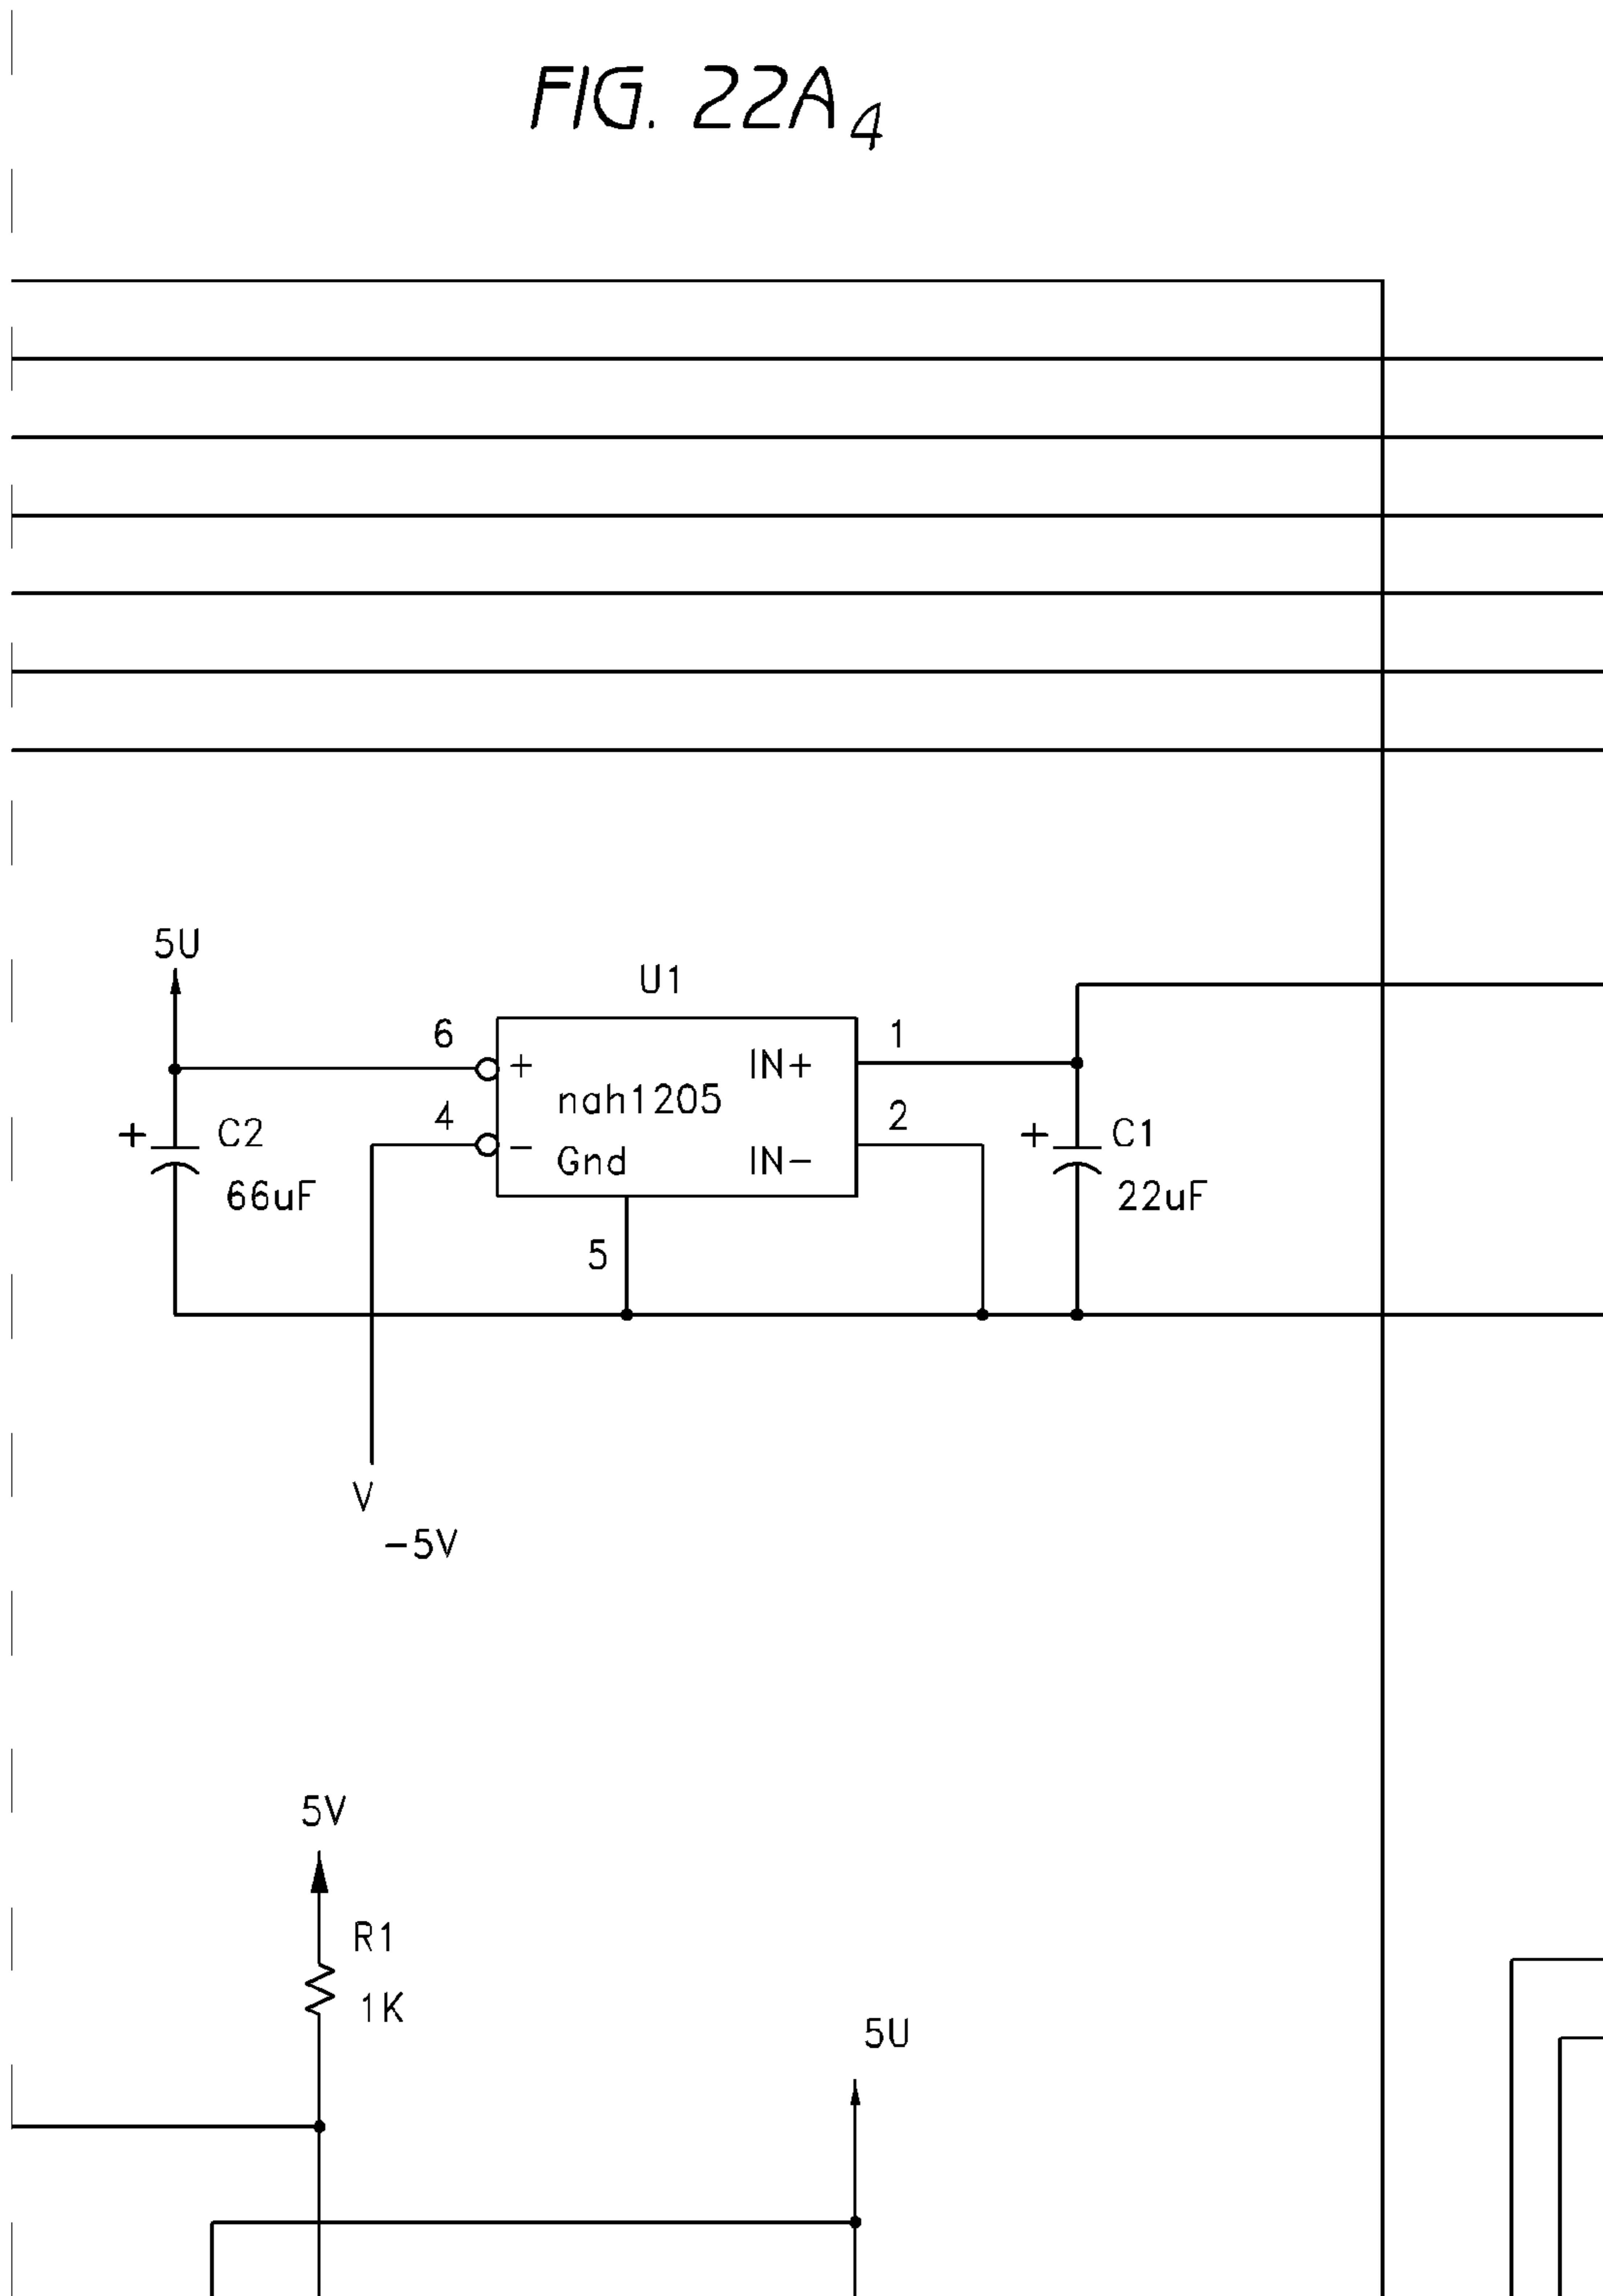 FIG. 22A4
5U
U1
6
+
IN+
1
nah1205
4
-
Gnd
IN-
2
+
C2
66uF
+
C1
22uF
5
V
-5V
5V
R1
1K
5U